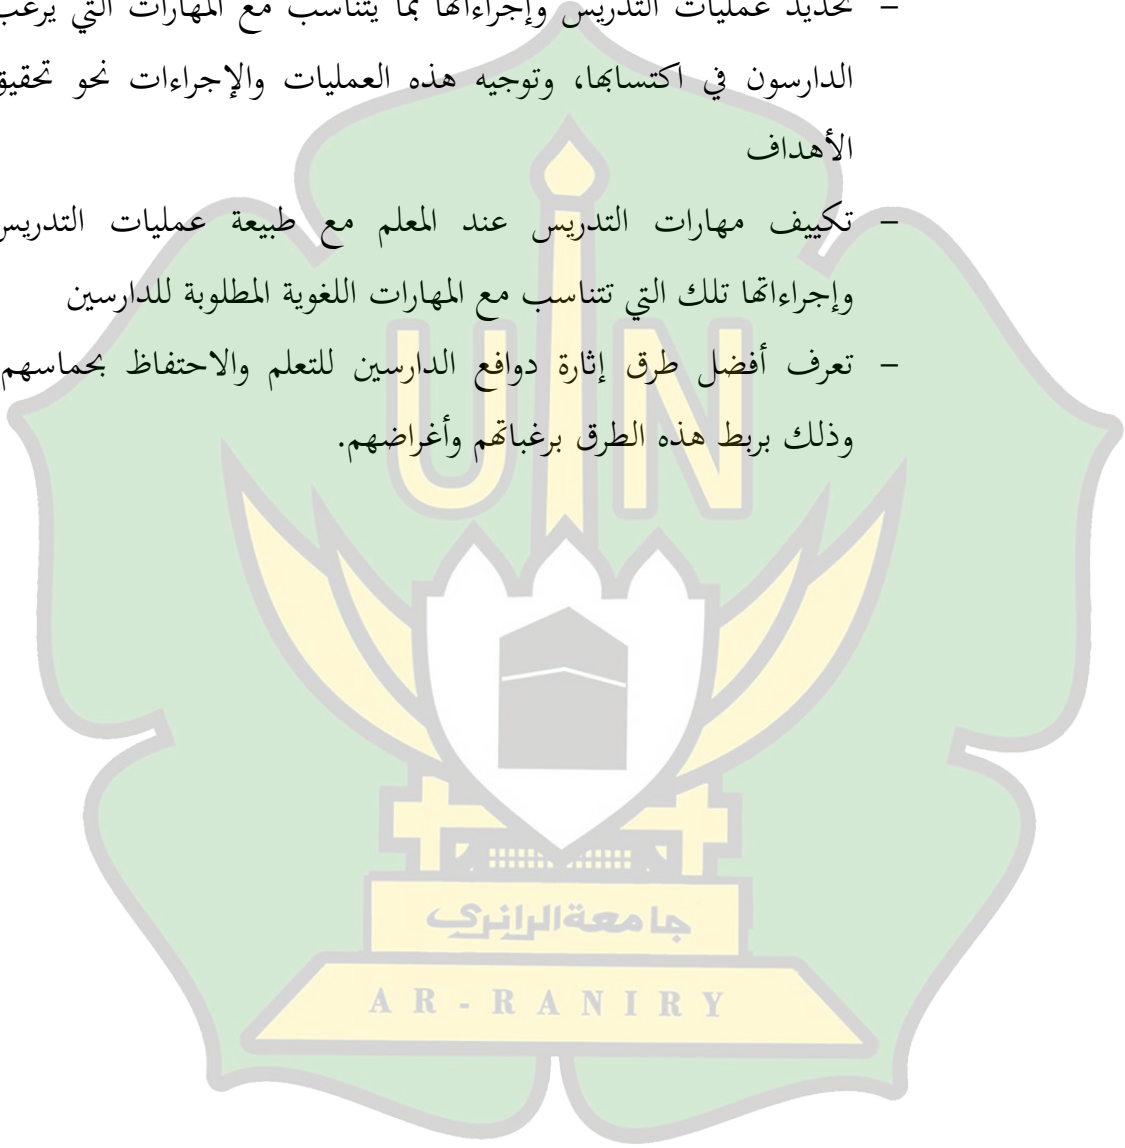 – تحديد عمليات التدريس وإجراءاتها بما يتناسب مع المهارات التي يرغب
الدارسون في اكتسابها، وتوجيه هذه العمليات والإجراءات نحو تحقيق
الأهداف
– تكييف مهارات التدريس عند المعلم مع طبيعة عمليات التدريس
وإجراءاتها تلك التي تتناسب مع المهارات اللغوية المطلوبة للدارسين
– تعرف أفضل طرق إثارة دوافع الدارسين للتعلم والاحتفاظ بحماسهم
وذلك بربط هذه الطرق برغباتهم وأغراضهم.
UIN
جامعة الرانري
AR - RANIRY